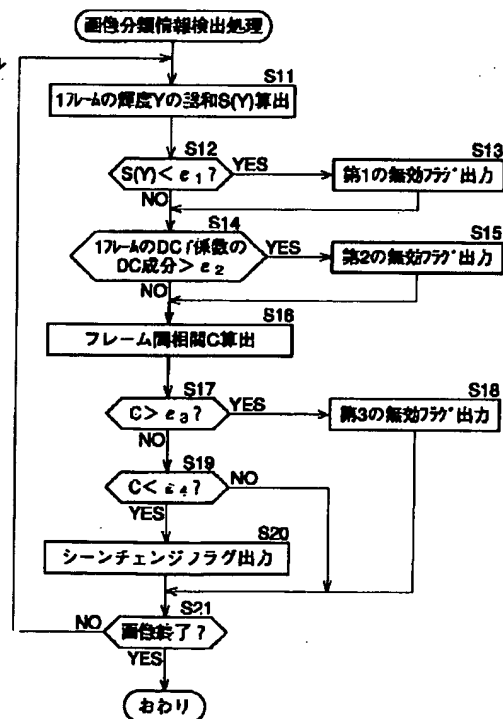 画像分類情報検出処理
S11
1フレームの輝度Yの総和S(Y)算出
S12
S(Y)<ε1?
YES
NO
S13
第1の無効フラグ出力
S14
1フレームのDCT係数の
DC成分>ε2
YES
NO
S15
第2の無効フラグ出力
S16
フレーム間相関C算出
S17
C>ε3?
YES
NO
S18
第3の無効フラグ出力
S19
C<ε4?
NO
YES
S20
シーンチェンジフラグ出力
S21
画像終了?
NO
YES
おわり